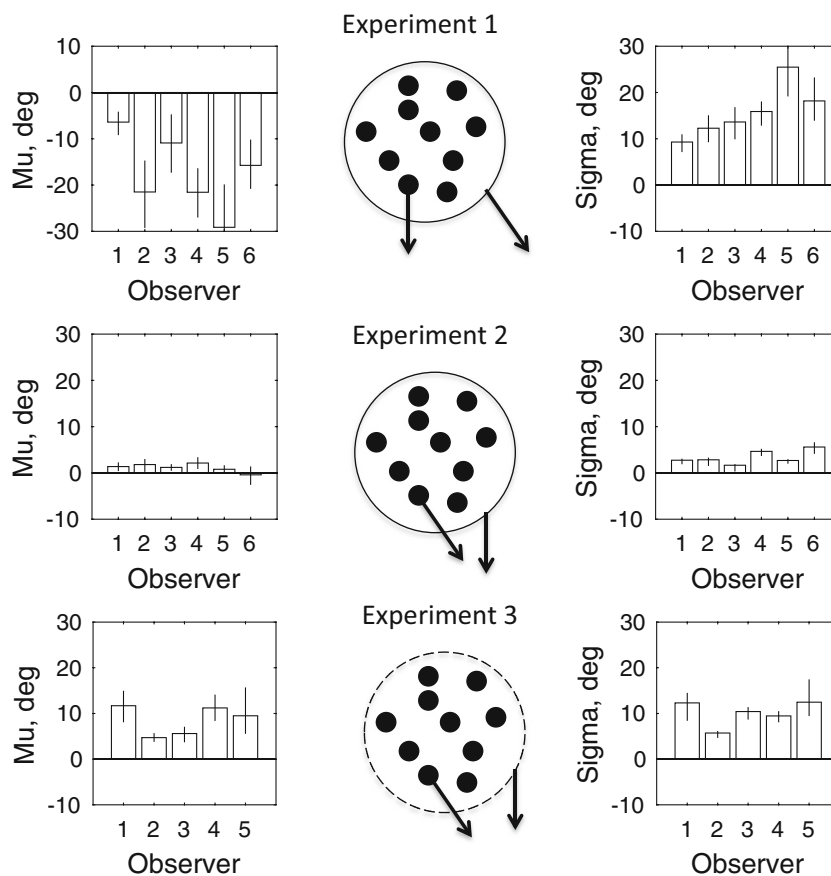 Experiment 1
10
0
-10
-20
-30
Mu, deg
1 2 3 4 5 6
Observer
30
20
10
0
-10
Sigma, deg
1 2 3 4 5 6
Observer
Experiment 2
30
20
10
0
-10
Mu, deg
1 2 3 4 5 6
Observer
30
20
10
0
-10
Sigma, deg
1 2 3 4 5 6
Observer
Experiment 3
30
20
10
0
-10
Mu, deg
1 2 3 4 5
Observer
30
20
10
0
-10
Sigma, deg
1 2 3 4 5
Observer